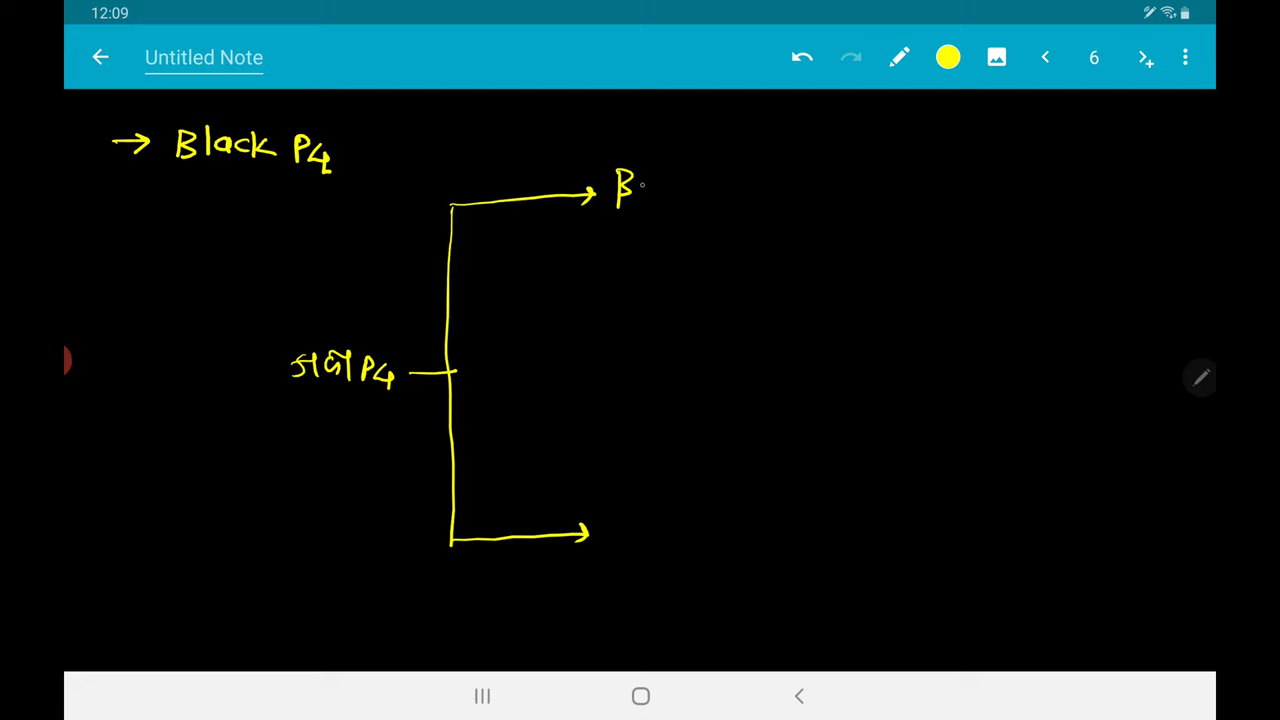 12:09
Untitled Note
6
→ Black P4
β
P4